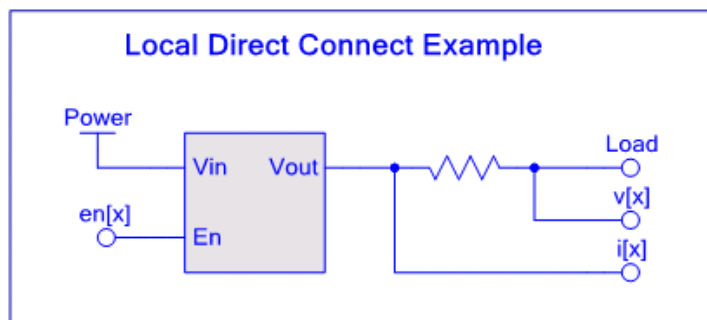 Local Direct Connect Example
Power
Load
Vin Vout
v[x]
en[x]
En
i[x]